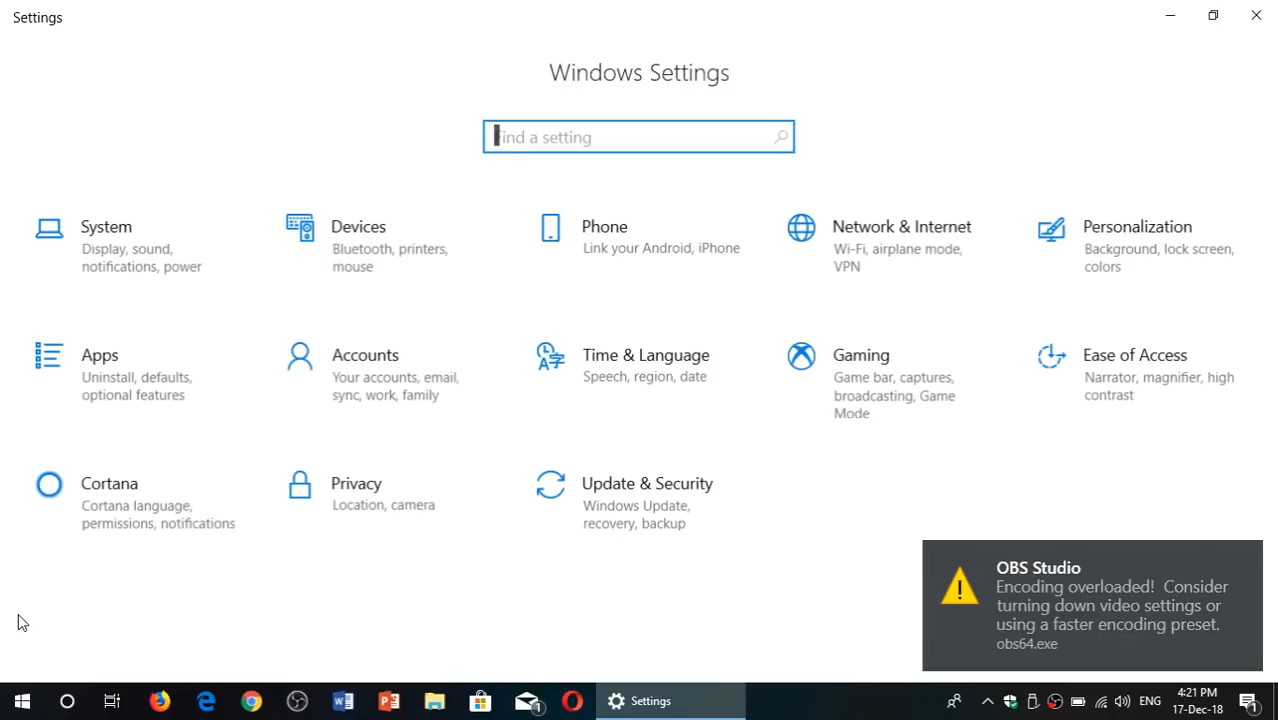 Settings
Windows Settings
Find a setting
System
Display, sound,
notifications, power
Devices
Bluetooth, printers,
mouse
Phone
Link your Android, iPhone
Network & Internet
Wi-Fi, airplane mode,
VPN
Personalization
Background, lock screen,
colors
Apps
Uninstall, defaults,
optional features
Accounts
Your accounts, email,
sync, work, family
Time & Language
Speech, region, date
Gaming
Game bar, captures,
broadcasting, Game
Mode
Ease of Access
Narrator, magnifier, high
contrast
Cortana
Cortana language,
permissions, notifications
Privacy
Location, camera
Update & Security
Windows Update,
recovery, backup
OBS Studio
Encoding overloaded! Consider
turning down video settings or
using a faster encoding preset.
obs64.exe
1
Settings
ENG
4:21 PM
17-Dec-18
1